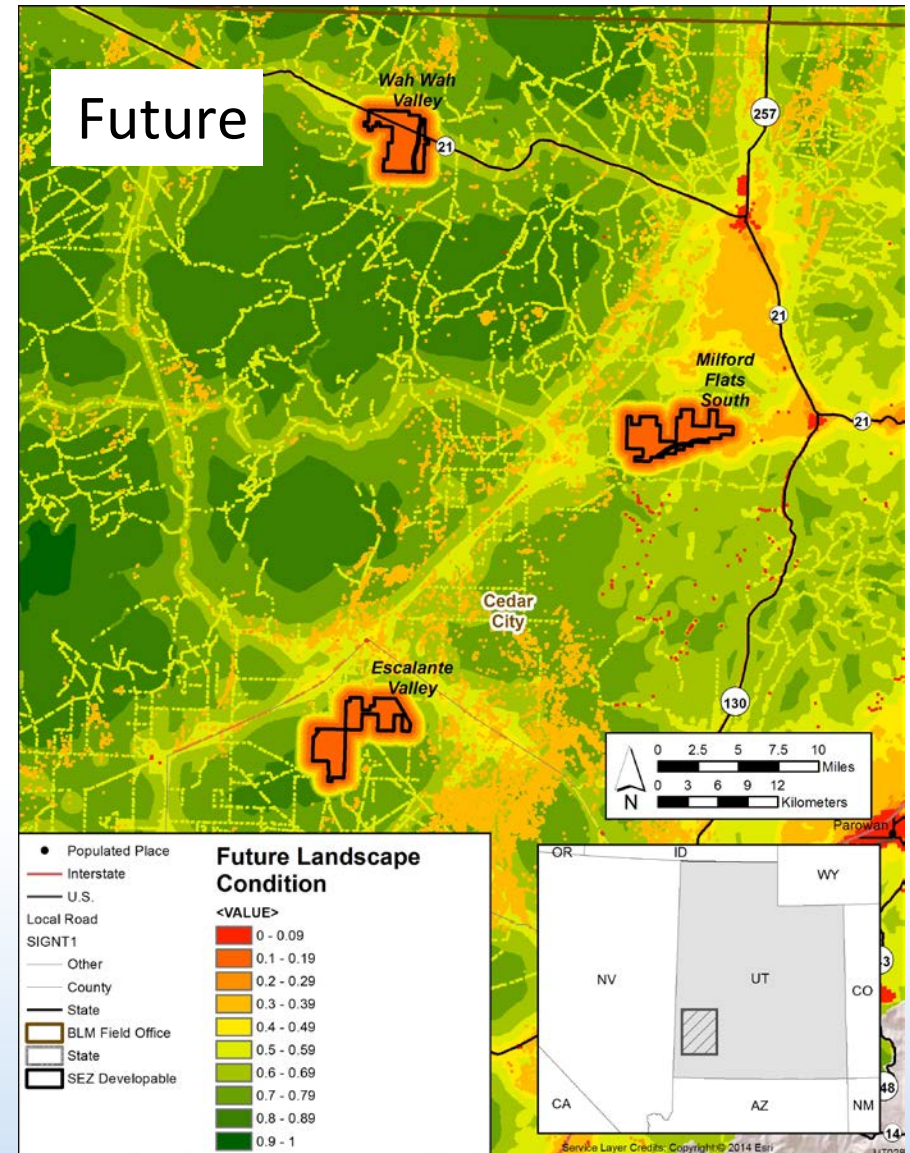 Future
Wah Wah
Valley
257
21
21
Milford
Flats
South
21
Cedar
City
Escalante
Valley
130
0 2.5 5 7.5 10
Miles
0 3 6 9 12
Kilometers
N
Parowan
Populated Place
Interstate
U.S.
Local Road
SIGNT1
Other
County
State
BLM Field Office
State
SEZ Developable
Future Landscape
Condition
<VALUE>
0 - 0.09
0.1 - 0.19
0.2 - 0.29
0.3 - 0.39
0.4 - 0.49
0.5 - 0.59
0.6 - 0.69
0.7 - 0.79
0.8 - 0.89
0.9 - 1
OR
ID
WY
NV
UT
CO
CA
AZ
NM
14
Service Layer Credits: Copyright:© 2014 Esri